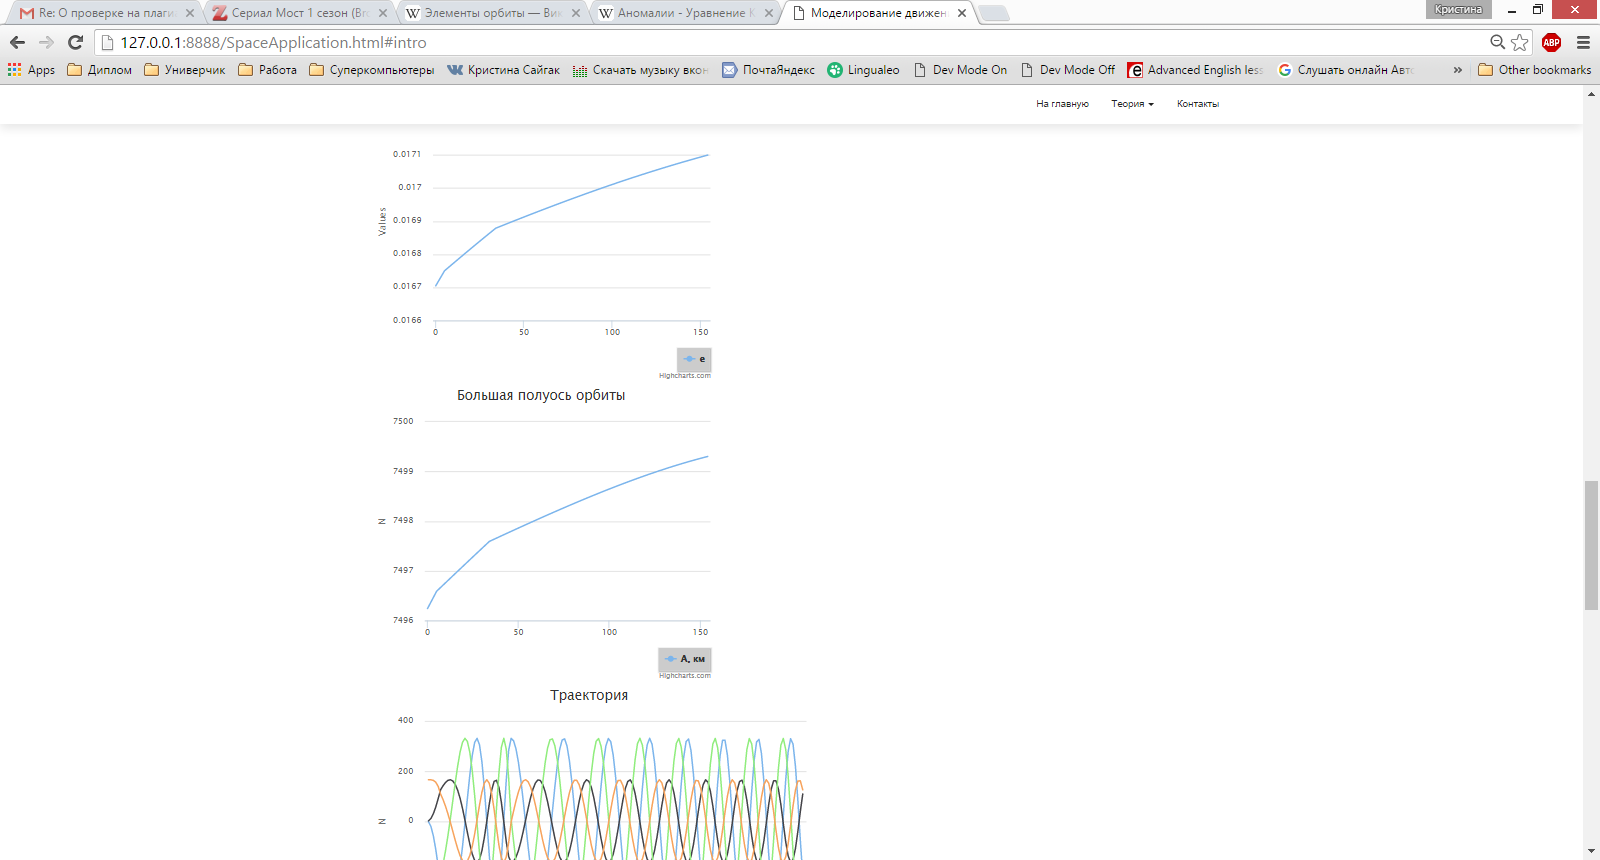 Кристина
Re: О проверке на плаги
Сериал Мост 1 сезон (Bro
Элементы орбиты — Ви
Аномалии - Уравнение К
Моделирование движен
127.0.0.1:8888/SpaceApplication.html#intro
ABP
Apps Диплом Универчик Работа Суперкомпьютеры Кристина Сайгак Скачать музыку вкон ПочтаЯндекс Lingualeo Dev Mode On Dev Mode Off Advanced English less Слушать онлайн Авто » Other bookmarks
На главную Теория Контакты
0.0171
0.017
0.0169
0.0168
0.0167
0.0166
Values
0 50 100 150
e
Highcharts.com
Большая полуось орбиты
7500
7499
7498
7497
7496
N
0 50 100 150
А, км
Highcharts.com
Траектория
400
200
0
N